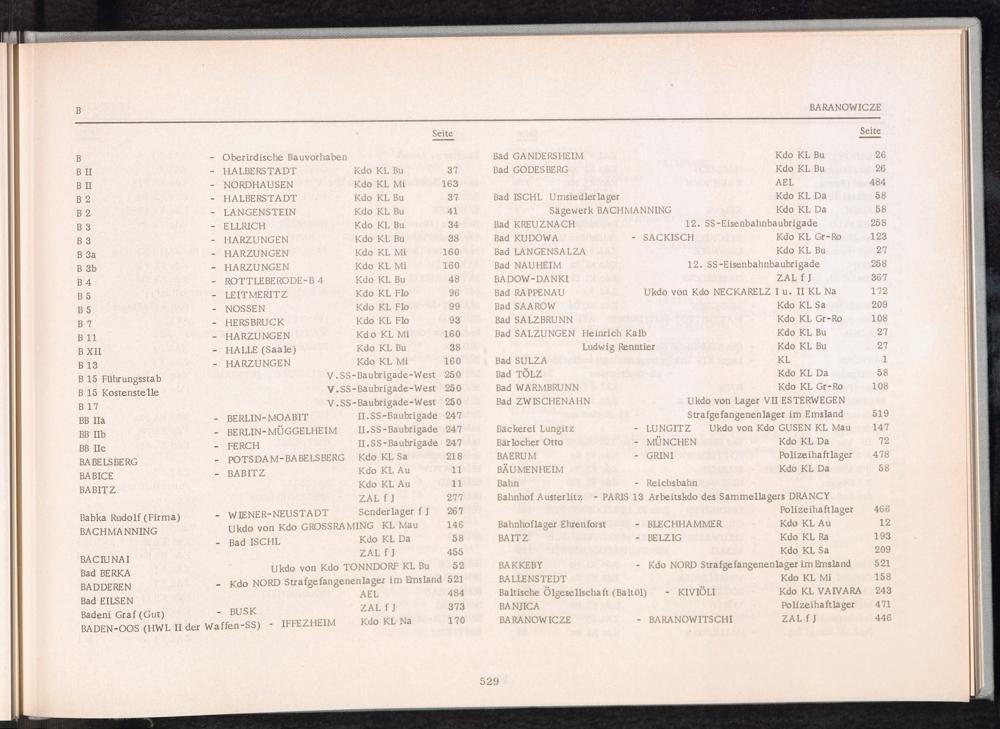 B BARANOWICZE
Seite
B - Oberirdische Bauvorhaben
B II - HALBERSTADT Kdo KL Bu 37
B II - NORDHAUSEN Kdo KL Mi 163
B 2 - HALBERSTADT Kdo KL Bu 37
B 2 - LANGENSTEIN Kdo KL Bu 41
B 3 - ELLRICH Kdo KL Bu 34
B 3 - HARZUNGEN Kdo KL Bu 38
B 3a - HARZUNGEN Kdo KL Mi 160
B 3b - HARZUNGEN Kdo KL Mi 160
B 4 - ROTTLEBERODE-B 4 Kdo KL Bu 48
B 5 - LEITMERITZ Kdo KL Flo 96
B 5 - NOSSEN Kdo KL Flo 99
B 7 - HERSBRUCK Kdo KL Flo 93
B 11 - HARZUNGEN Kdo KL Mi 160
B XII - HALLE (Saale) Kdo KL Bu 38
B 13 - HARZUNGEN Kdo KL Mi 160
B 15 Führungsstab V.SS-Baubrigade-West 250
B 15 Kostenstelle V.SS-Baubrigade-West 250
B 17 V.SS-Baubrigade-West 250
BB IIa - BERLIN-MOABIT II.SS-Baubrigade 247
BB IIb - BERLIN-MÜGGELHEIM II.SS-Baubrigade 247
BB IIc - FERCH II.SS-Baubrigade 247
BABELSBERG - POTSDAM-BABELSBERG Kdo KL Sa 218
BABICE - BABITZ Kdo KL Au 11
BABITZ Kdo KL Au 11
ZAL f J 277
Babka Rudolf (Firma) - WIENER-NEUSTADT Sonderlager f J 267
BACHMANNING Ukdo von Kdo GROSSRAMING KL Mau 146
- Bad ISCHL Kdo KL Da 58
BACIUNAI ZAL f J 455
Bad BERKA Ukdo von Kdo TONNDORF KL Bu 52
BADDEREN - Kdo NORD Strafgefangenenlager im Emsland 521
Bad EILSEN AEL 484
Badeni Graf (Gut) - BUSK ZAL f J 373
BADEN-OOS (HWL II der Waffen-SS) - IFFEZHEIM Kdo KL Na 170
Seite
Bad GANDERSHEIM Kdo KL Bu 26
Bad GODESBERG Kdo KL Bu 26
AEL 484
Bad ISCHL Umsiedlerlager Kdo KL Da 58
Sägewerk BACHMANNING Kdo KL Da 58
Bad KREUZNACH 12. SS-Eisenbahnbaubrigade 258
Bad KUDOWA - SACKISCH Kdo KL Gr-Ro 123
Bad LANGENSALZA Kdo KL Bu 27
Bad NAUHEIM 12. SS-Eisenbahnbaubrigade 258
BADOW-DANKI ZAL f J 367
Bad RAPPENAU Ukdo von Kdo NECKARELZ I u. II KL Na 172
Bad SAAROW Kdo KL Sa 209
Bad SALZBRUNN Kdo KL Gr-Ro 108
Bad SALZUNGEN Heinrich Kalb Kdo KL Bu 27
Ludwig Renntier Kdo KL Bu 27
Bad SULZA KL 1
Bad TÖLZ Kdo KL Da 58
Bad WARMBRUNN Kdo KL Gr-Ro 108
Bad ZWISCHENAHN Ukdo von Lager VII ESTERWEGEN
Strafgefangenenlager im Emsland 519
Bäckerei Lungitz - LUNGITZ Ukdo von Kdo GUSEN KL Mau 147
Bärlocher Otto - MÜNCHEN Kdo KL Da 72
BAERUM - GRINI Polizeihaftlager 478
BÄUMENHEIM Kdo KL Da 58
Bahn - Reichsbahn
Bahnhof Austerlitz - PARIS 13 Arbeitskdo des Sammellagers DRANCY
Polizeihaftlager 466
Bahnhoflager Ehrenforst - BLECHHAMMER Kdo KL Au 12
BAITZ - BELZIG Kdo KL Ra 193
Kdo KL Sa 209
BAKKEBY - Kdo NORD Strafgefangenenlager im Emsland 521
BALLENSTEDT Kdo KL Mi 158
Baltische Ölgesellschaft (Baltöl) - KIVIÖLI Kdo KL VAIVARA 243
BANJICA Polizeihaftlager 471
BARANOWICZE - BARANOWITSCHI ZAL f J 446
529